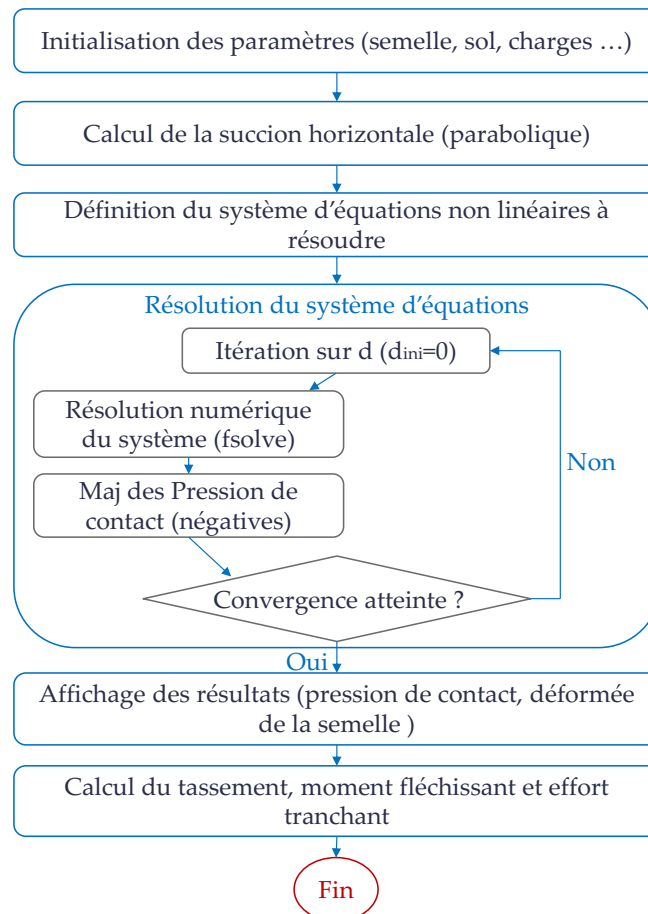 Initialisation des paramètres (semelle, sol, charges …)
Calcul de la succion horizontale (parabolique)
Définition du système d'équations non linéaires à
résoudre
Résolution du système d'équations
Itération sur d (dini=0)
Résolution numérique
du système (fsolve)
Non
Maj des Pression de
contact (négatives)
Convergence atteinte ?
Oui
Affichage des résultats (pression de contact, déformée
de la semelle )
Calcul du tassement, moment fléchissant et effort
tranchant
Fin